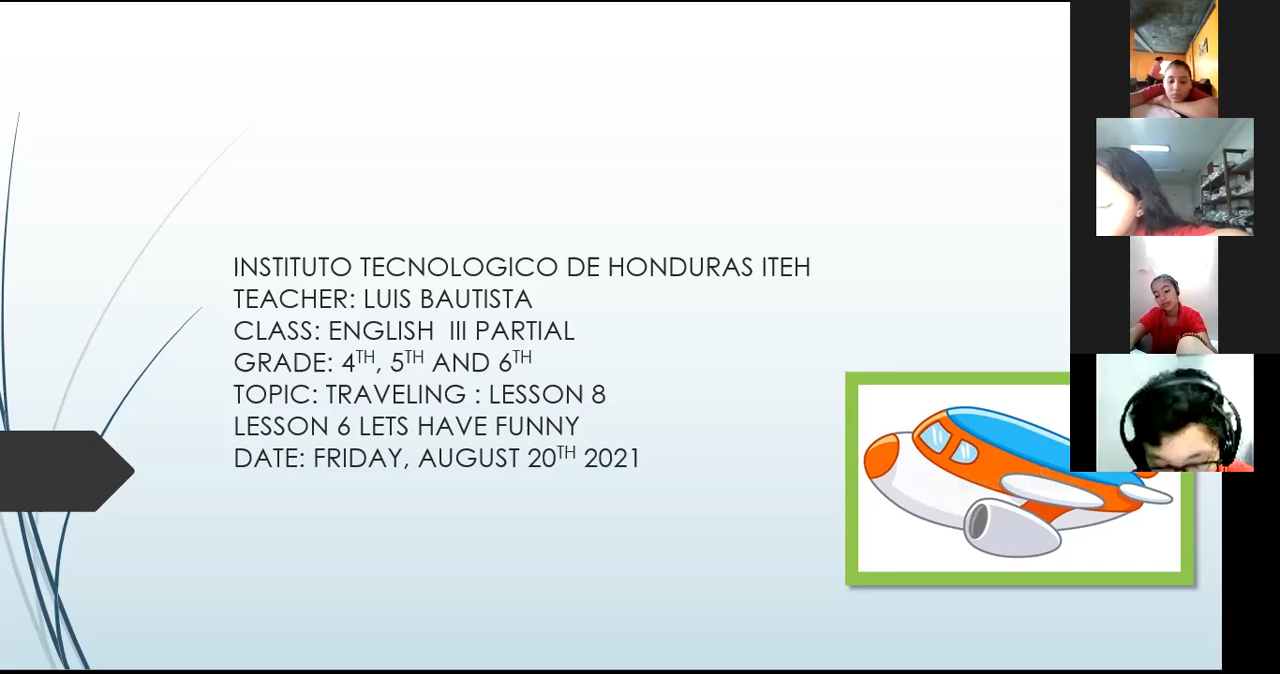 INSTITUTO TECNOLOGICO DE HONDURAS ITEH
TEACHER: LUIS BAUTISTA
CLASS: ENGLISH III PARTIAL
GRADE: 4TH, 5TH AND 6TH
TOPIC: TRAVELING : LESSON 8
LESSON 6 LETS HAVE FUNNY
DATE: FRIDAY, AUGUST 20TH 2021